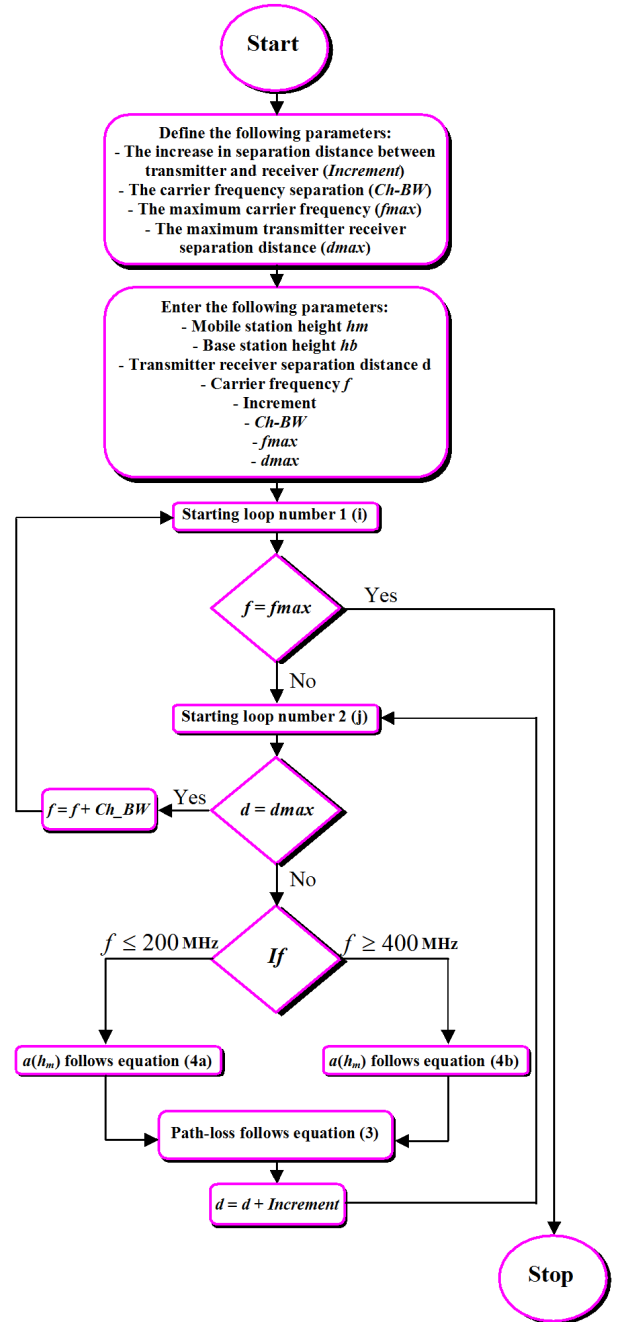 Start
Define the following parameters:
- The increase in separation distance between
transmitter and receiver (Increment)
- The carrier frequency separation (Ch-BW)
- The maximum carrier frequency (fmax)
- The maximum transmitter receiver
separation distance (dmax)
Enter the following parameters:
- Mobile station height hm
- Base station height hb
- Transmitter receiver separation distance d
- Carrier frequency f
- Increment
- Ch-BW
- fmax
- dmax
Starting loop number 1 (i)
f = fmax
Yes
No
Starting loop number 2 (j)
f = f + Ch_BW
Yes
d = dmax
No
f ≤ 200 MHz
If
f ≥ 400 MHz
a(hm) follows equation (4a)
a(hm) follows equation (4b)
Path-loss follows equation (3)
d = d + Increment
Stop